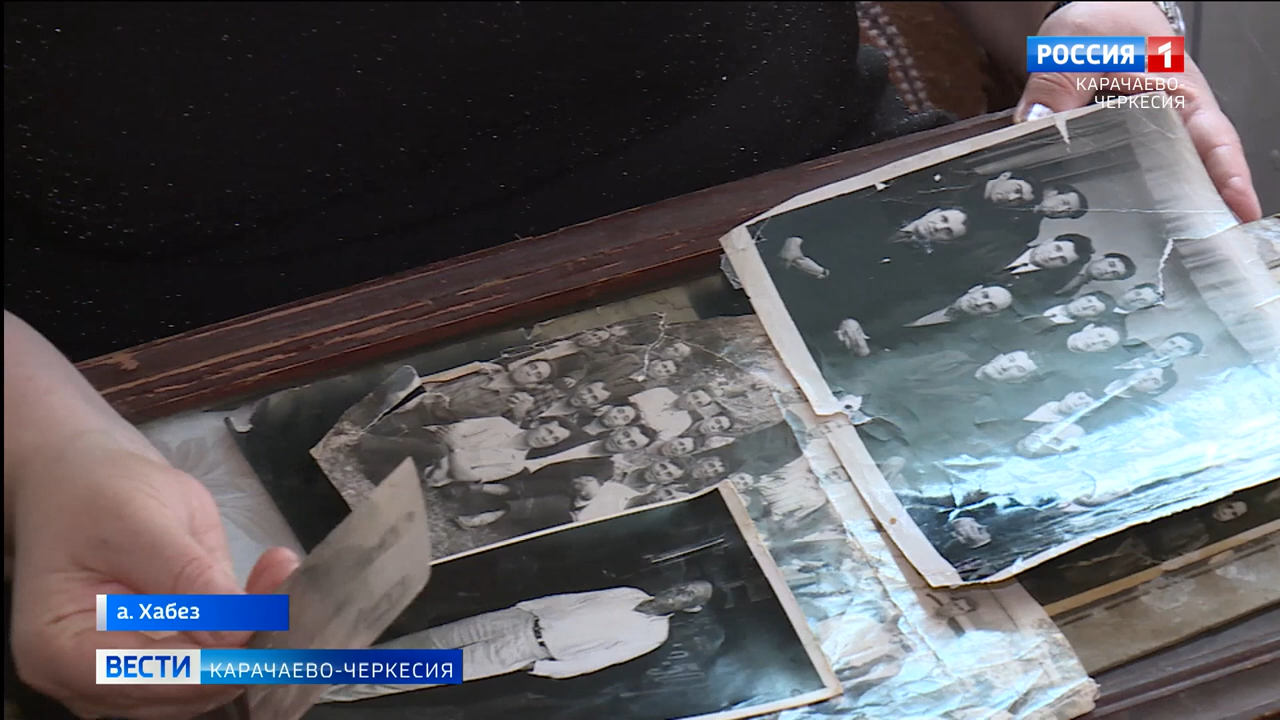 РОССИЯ 1
КАРАЧАЕВО-
ЧЕРКЕСИЯ
а. Хабез
ВЕСТИ КАРАЧАЕВО-ЧЕРКЕСИЯ